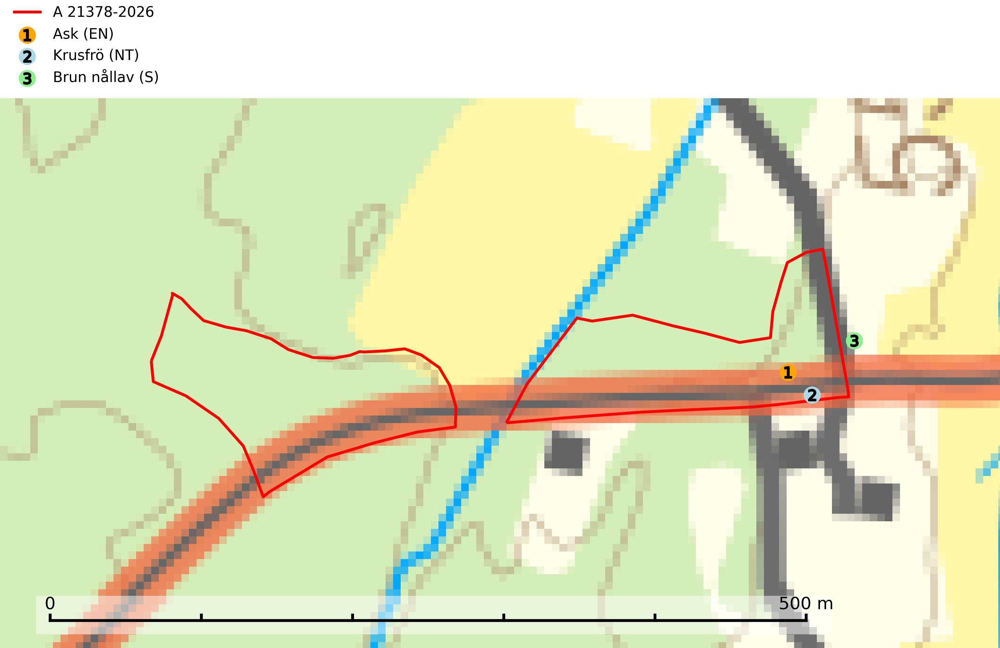 A 21378-2026
1 Ask (EN)
2 Krusfrö (NT)
3 Brun nållav (S)
3
1
2
0 500 m